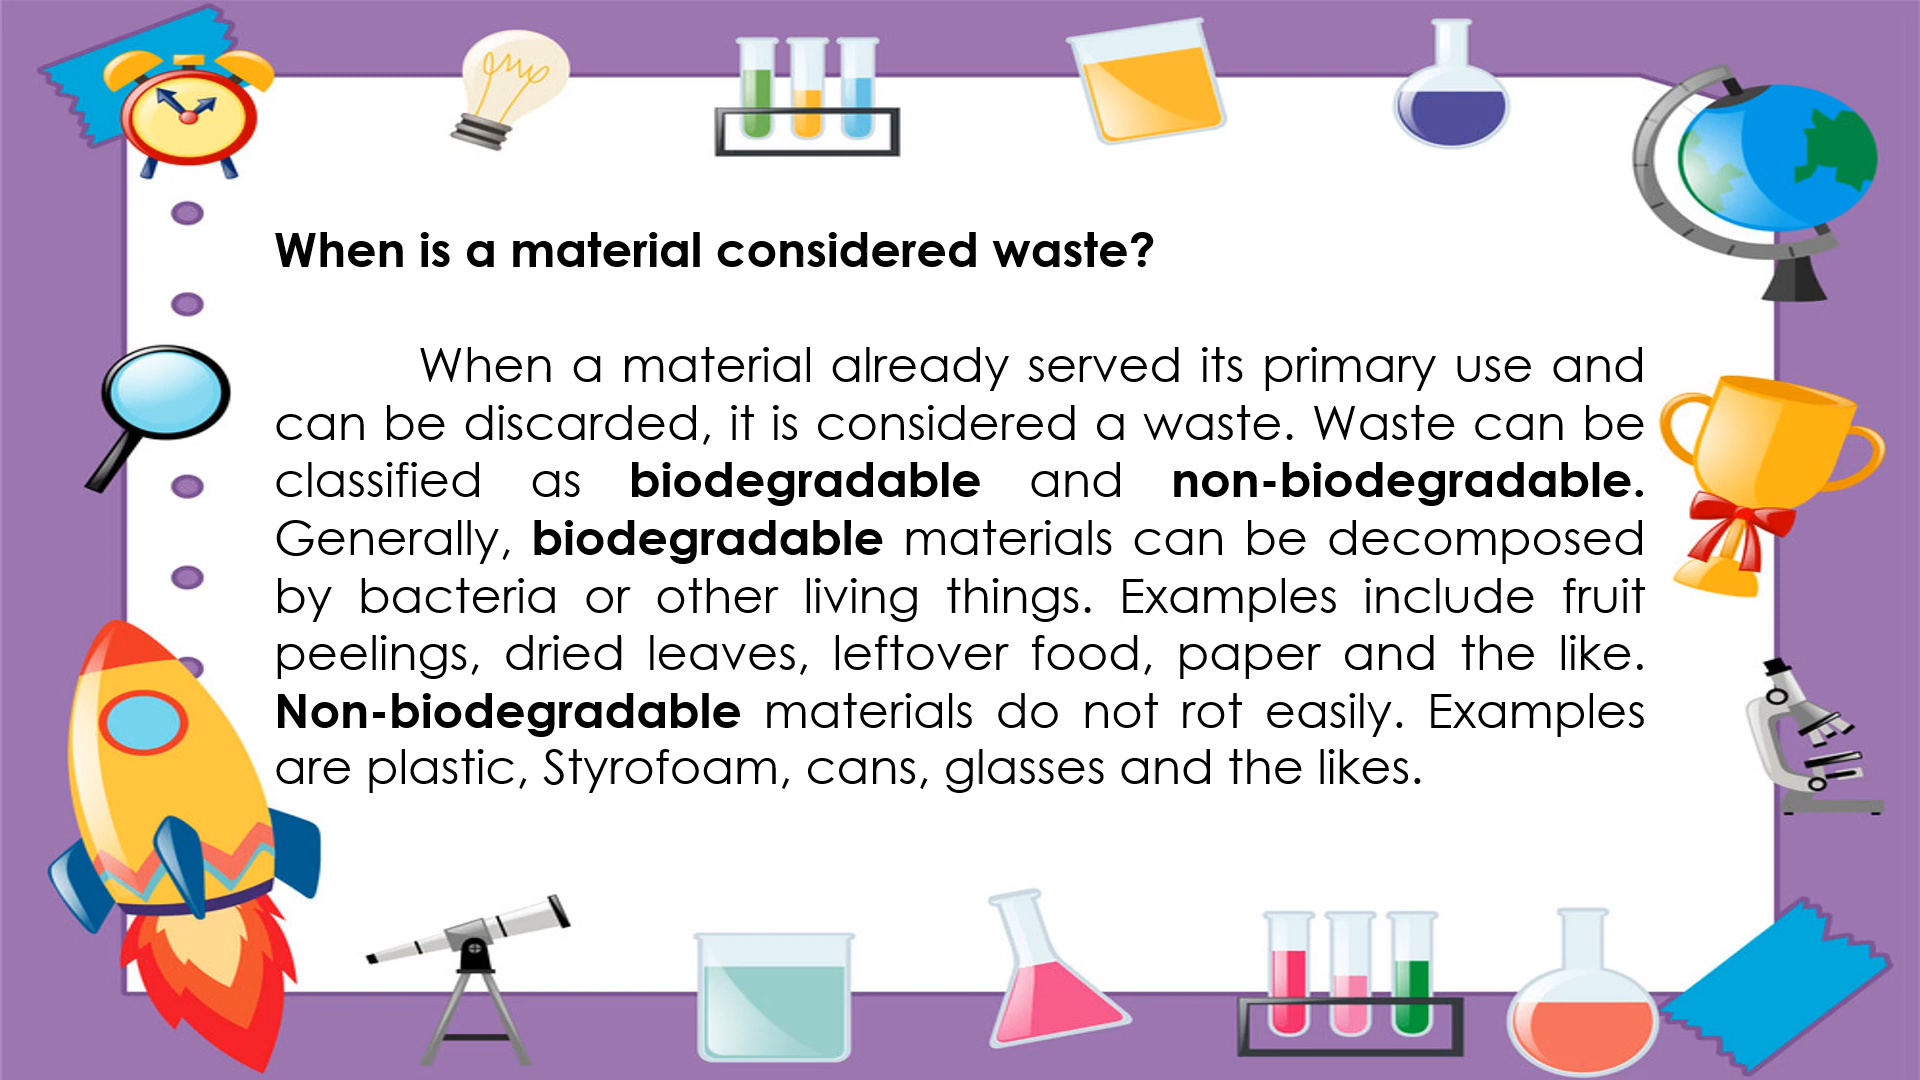 When is a material considered waste?
When a material already served its primary use and
can be discarded, it is considered a waste. Waste can be
classified as biodegradable and non-biodegradable.
Generally, biodegradable materials can be decomposed
by bacteria or other living things. Examples include fruit
peelings, dried leaves, leftover food, paper and the like.
Non-biodegradable materials do not rot easily. Examples
are plastic, Styrofoam, cans, glasses and the likes.